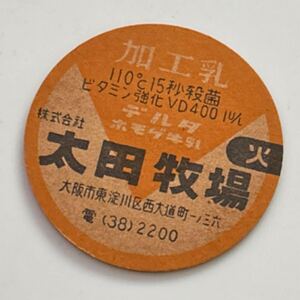 加工乳
110℃15秒殺菌
ビタミン強化VD400 IU/L
デルタ
ホモゲ牛乳
株式会社
太田牧場
火
大阪市東淀川区西大道町一ノ三六
電(38)2200